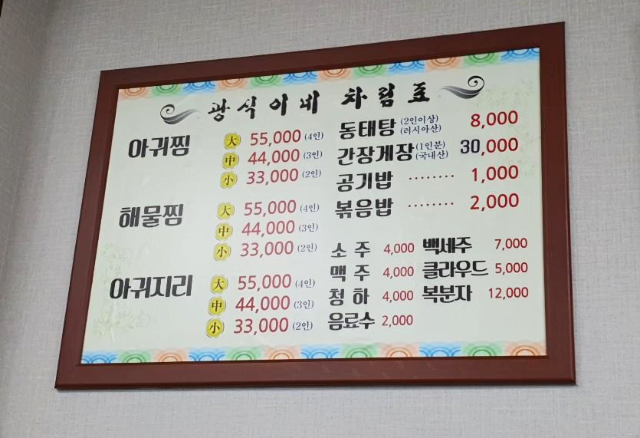 광식이네 차림표
아귀찜
大 55,000 (4인)
中 44,000 (3인)
小 33,000 (2인)
해물찜
大 55,000 (4인)
中 44,000 (3인)
小 33,000 (2인)
아귀지리
大 55,000 (4인)
中 44,000 (3인)
小 33,000 (2인)
동태탕 (2인이상) (러시아산) 8,000
간장게장 (1인분) (국내산) 30,000
공기밥 ········ 1,000
볶음밥 ········ 2,000
소주 4,000
맥주 4,000
청하 4,000
음료수 2,000
백세주 7,000
클라우드 5,000
복분자 12,000